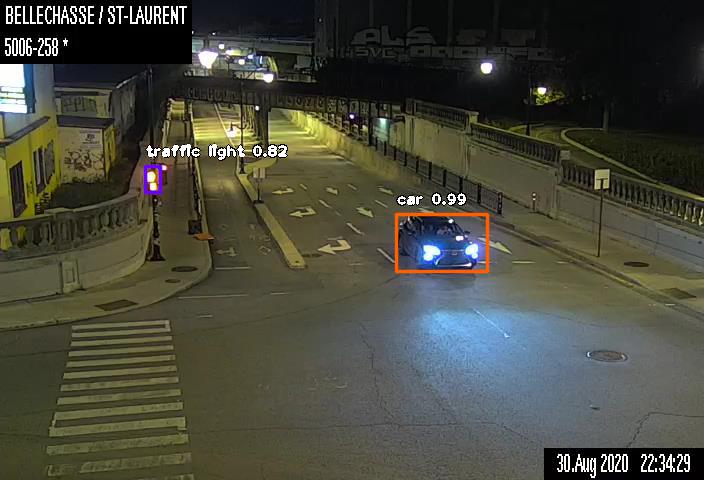 BELLECHASSE / ST-LAURENT
5006-258 *
traffic light 0.82
car 0.99
30.Aug 2020 22:34:29